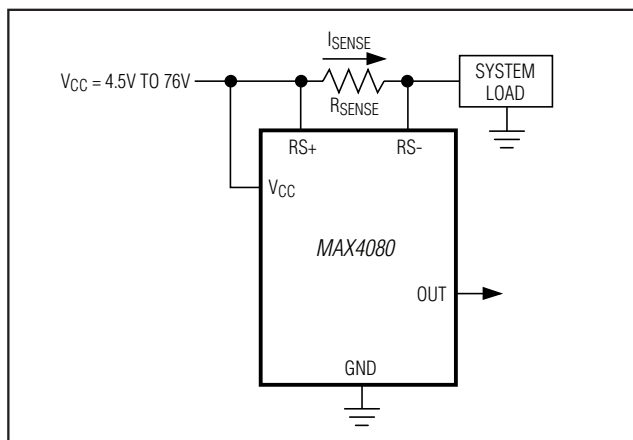 ISENSE
VCC = 4.5V TO 76V
RSENSE
SYSTEM
LOAD
RS+ RS-
VCC
MAX4080
OUT
GND